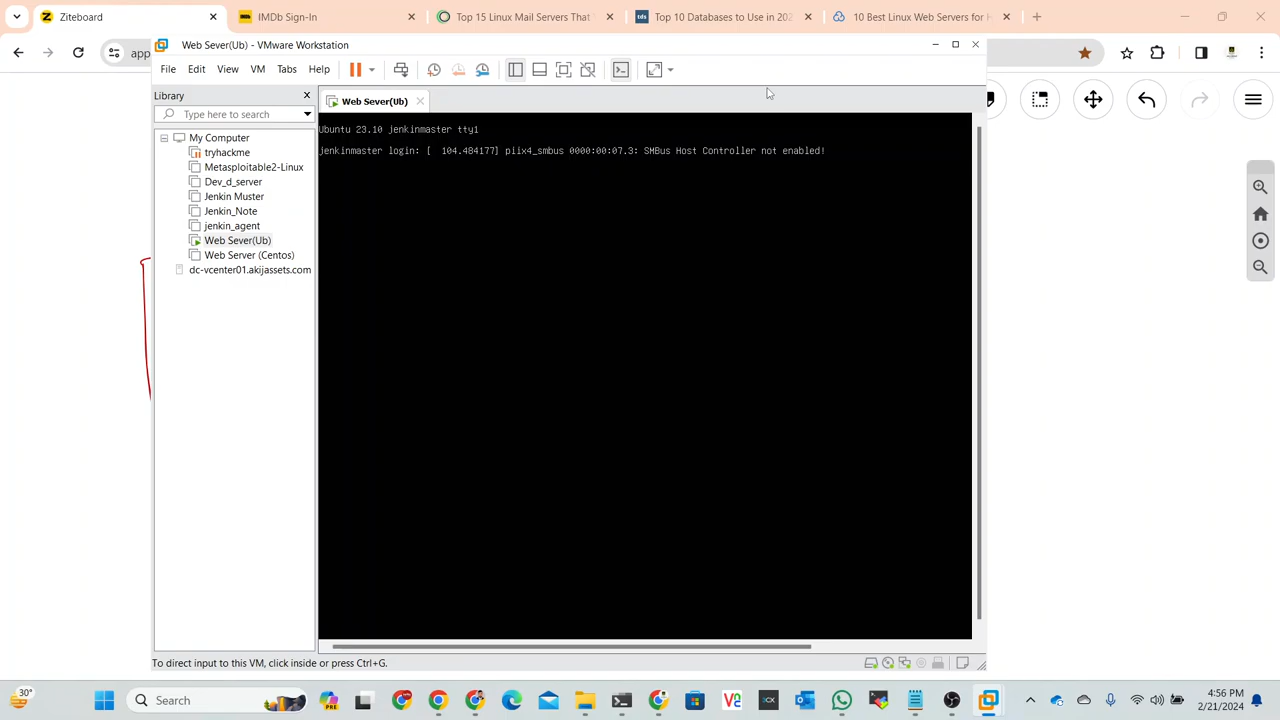 Ziteboard
IMDb Sign-In
Top 15 Linux Mail Servers That
Top 10 Databases to Use in 202
10 Best Linux Web Servers for H
app
Web Sever(Ub) - VMware Workstation
File Edit View VM Tabs Help
Library
Type here to search
My Computer
tryhackme
Metasploitable2-Linux
Dev_d_server
Jenkin Muster
Jenkin_Note
jenkin_agent
Web Sever(Ub)
Web Server (Centos)
dc-vcenter01.akijassets.com
Web Sever(Ub)
Ubuntu 23.10 jenkinmaster tty1
jenkinmaster login: [ 104.484177] piix4_smbus 0000:00:07.3: SMBus Host Controller not enabled!
To direct input to this VM, click inside or press Ctrl+G.
30°
Search
4:56 PM
2/21/2024